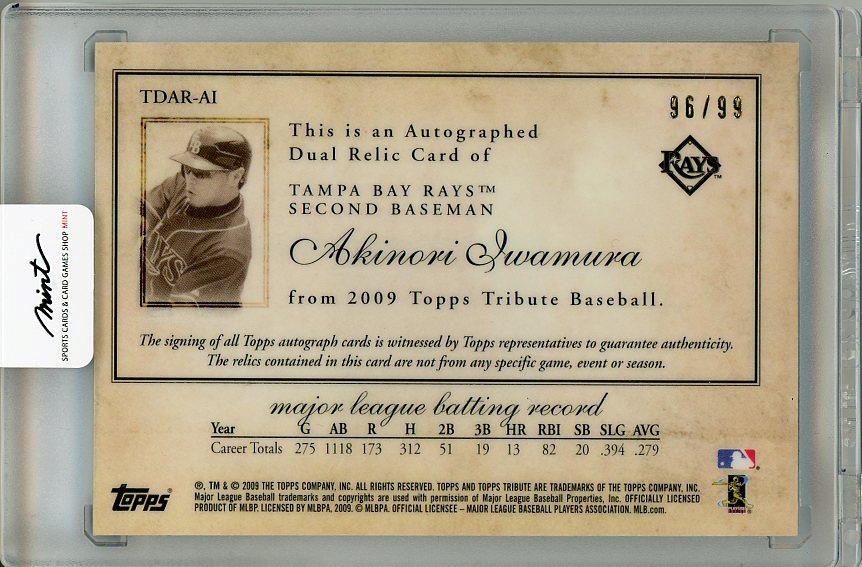 TDAR-AI
96/99
This is an Autographed
Dual Relic Card of
RAYS™
TAMPA BAY RAYS™
SECOND BASEMAN
Akinori Iwamura
from 2009 Topps Tribute Baseball.
The signing of all Topps autograph cards is witnessed by Topps representatives to guarantee authenticity.
The relics contained in this card are not from any specific game, event or season.
mint
SPORTS CARDS & CARD GAMES SHOP MINT
major league batting record
Year G AB R H 2B 3B HR RBI SB SLG AVG
Career Totals 275 1118 173 312 51 19 13 82 20 .394 .279
topps
®, TM & © 2009 THE TOPPS COMPANY, INC. ALL RIGHTS RESERVED. TOPPS AND TOPPS TRIBUTE ARE TRADEMARKS OF THE TOPPS COMPANY, INC.
Major League Baseball trademarks and copyrights are used with permission of Major League Baseball Properties, Inc. OFFICIALLY LICENSED
PRODUCT OF MLBP. LICENSED BY MLBPA, 2009. © MLBPA. OFFICIAL LICENSEE – MAJOR LEAGUE BASEBALL PLAYERS ASSOCIATION. MLB.com.